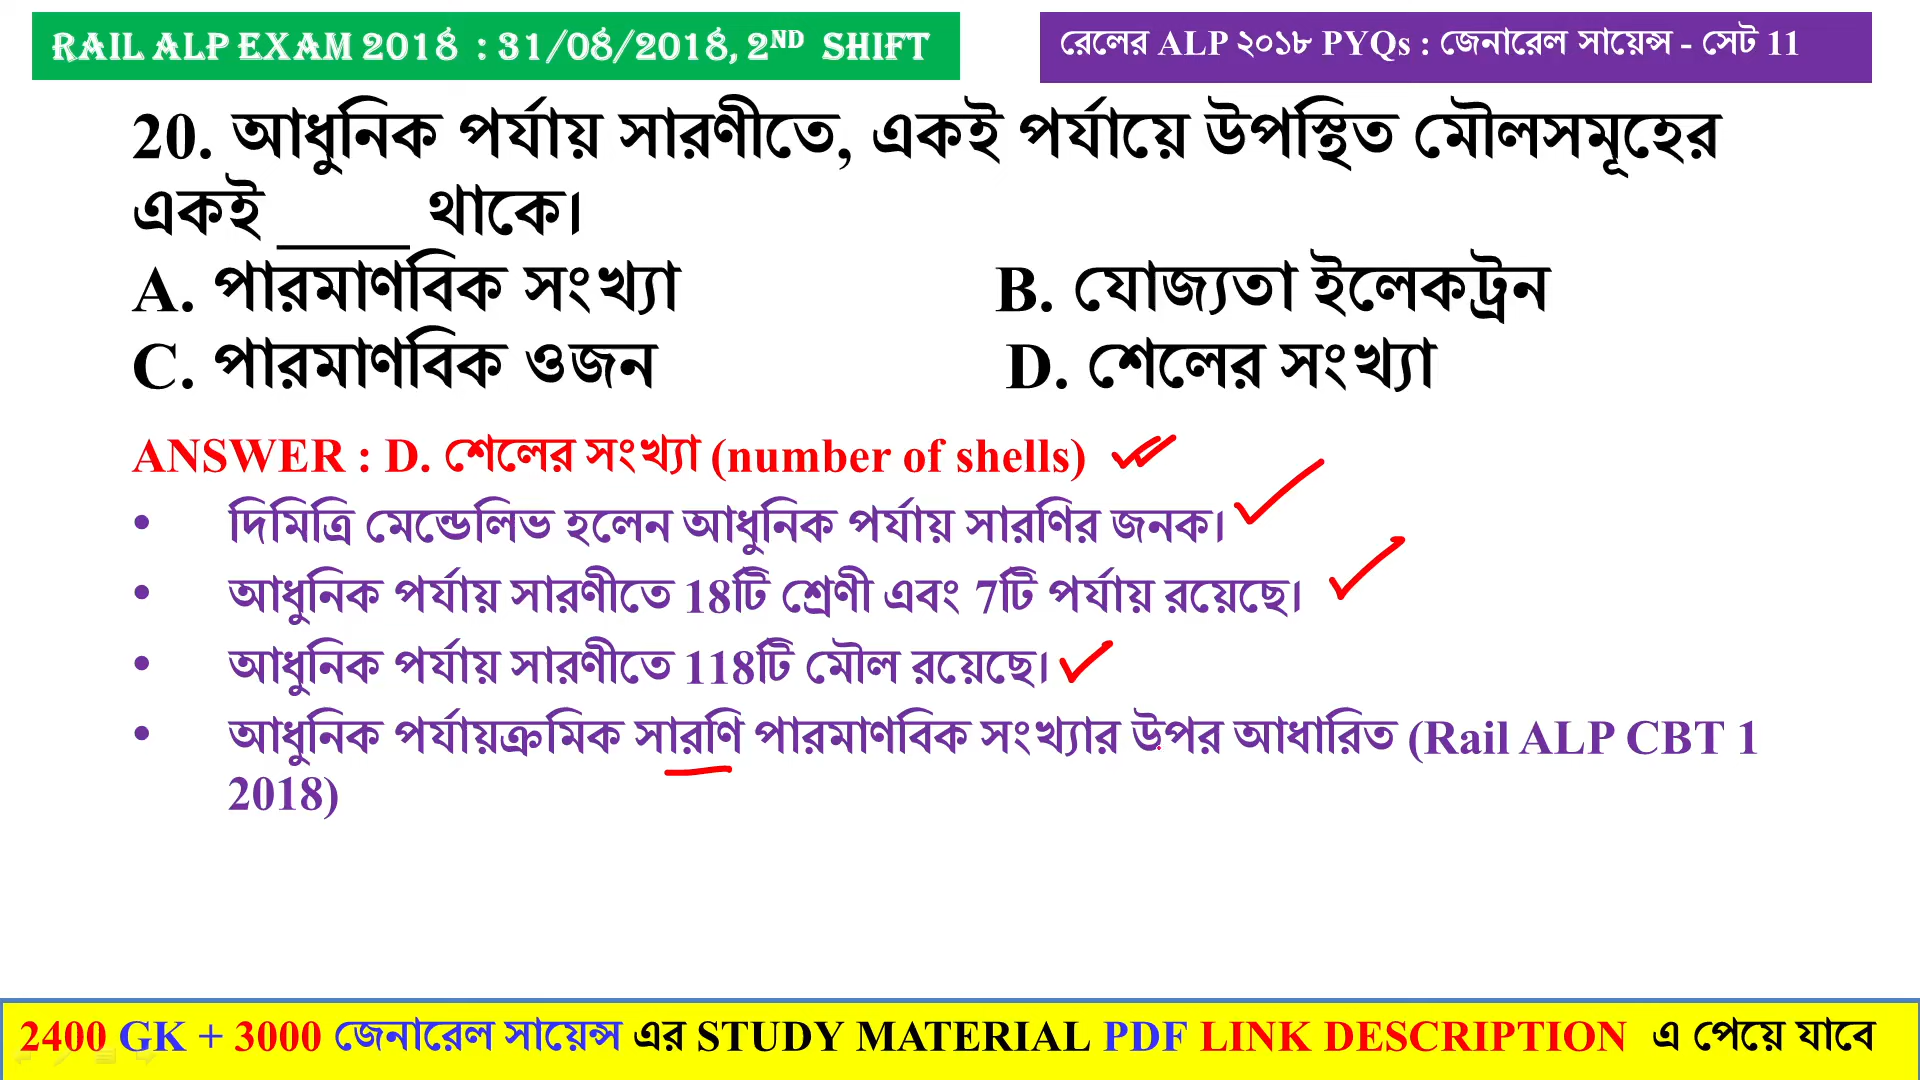 RAIL ALP EXAM 2018 : 31/08/2018, 2ND SHIFT
রেলের ALP ২০১৮ PYQs : জেনারেল সায়েন্স - সেট 11
20. আধুনিক পর্যায় সারণীতে, একই পর্যায়ে উপস্থিত মৌলসমূহের
একই ____ থাকে।
A. পারমাণবিক সংখ্যা B. যোজ্যতা ইলেকট্রন
C. পারমাণবিক ওজন D. শেলের সংখ্যা
ANSWER : D. শেলের সংখ্যা (number of shells)
• দিমিত্রি মেন্ডেলিভ হলেন আধুনিক পর্যায় সারণির জনক।
• আধুনিক পর্যায় সারণীতে 18টি শ্রেণী এবং 7টি পর্যায় রয়েছে।
• আধুনিক পর্যায় সারণীতে 118টি মৌল রয়েছে।
• আধুনিক পর্যায়ক্রমিক সারণি পারমাণবিক সংখ্যার উপর আধারিত (Rail ALP CBT 1
2018)
2400 GK + 3000 জেনারেল সায়েন্স এর STUDY MATERIAL PDF LINK DESCRIPTION এ পেয়ে যাবে